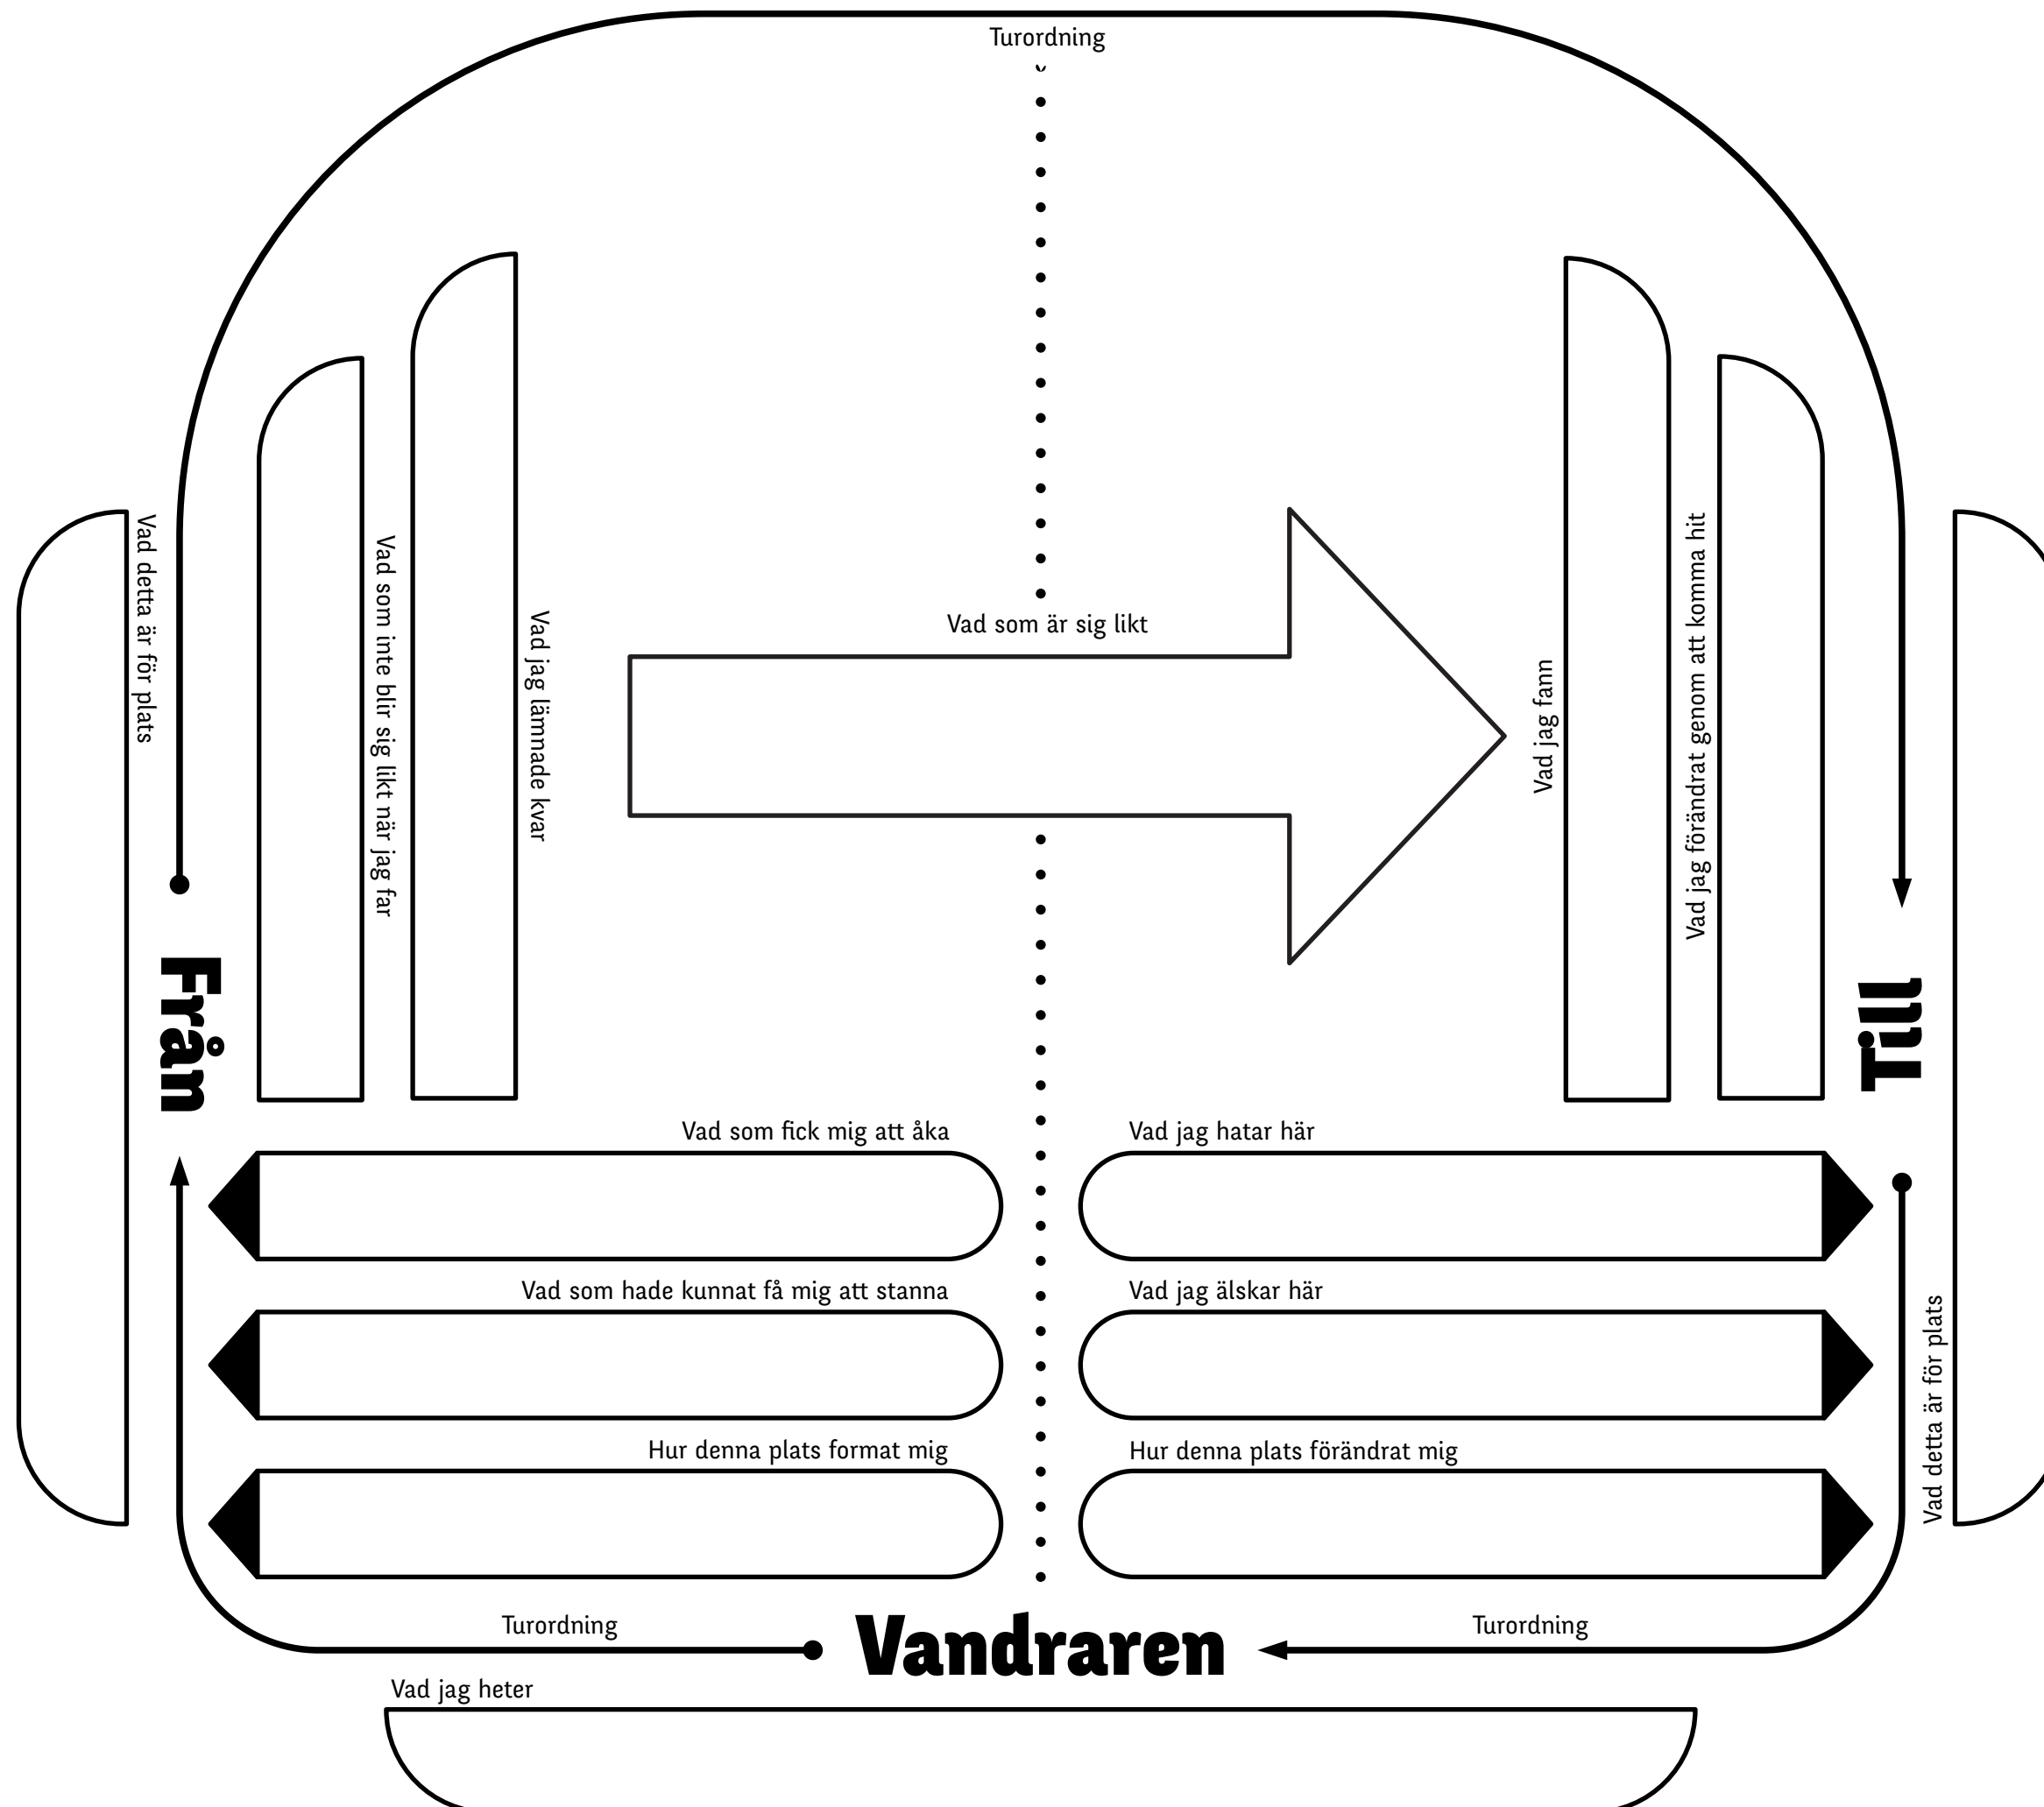 Turordning
Vad som är sig likt
Vad detta är för plats
Vad som inte blir sig likt när jag far
Vad jag lämnade kvar
Vad jag fann
Vad jag förändrat genom att komma hit
Från
Till
Vad som fick mig att åka
Vad jag hatar här
Vad som hade kunnat få mig att stanna
Vad jag älskar här
Vad detta är för plats
Hur denna plats format mig
Hur denna plats förändrat mig
Turordning
Vandraren
Turordning
Vad jag heter